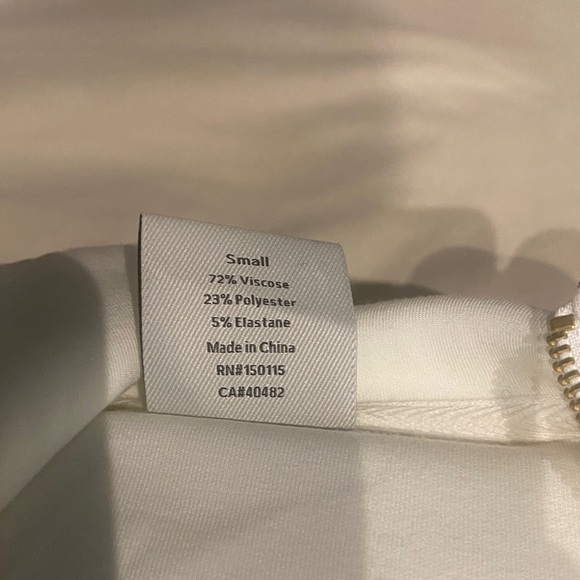 Small
72% Viscose
23% Polyester
5% Elastane
Made in China
RN#150115
CA#40482